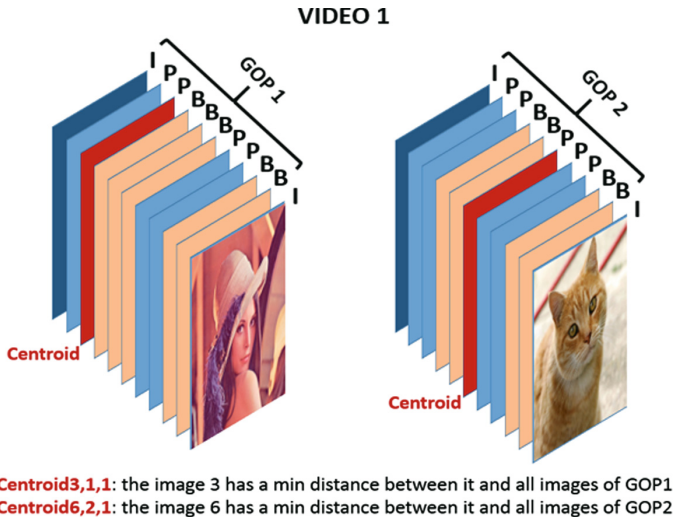 VIDEO 1
I P P B B B P P B B I
GOP 1
I P P B B P P P B B I
GOP 2
Centroid
Centroid
Centroid3,1,1: the image 3 has a min distance between it and all images of GOP1
Centroid6,2,1: the image 6 has a min distance between it and all images of GOP2